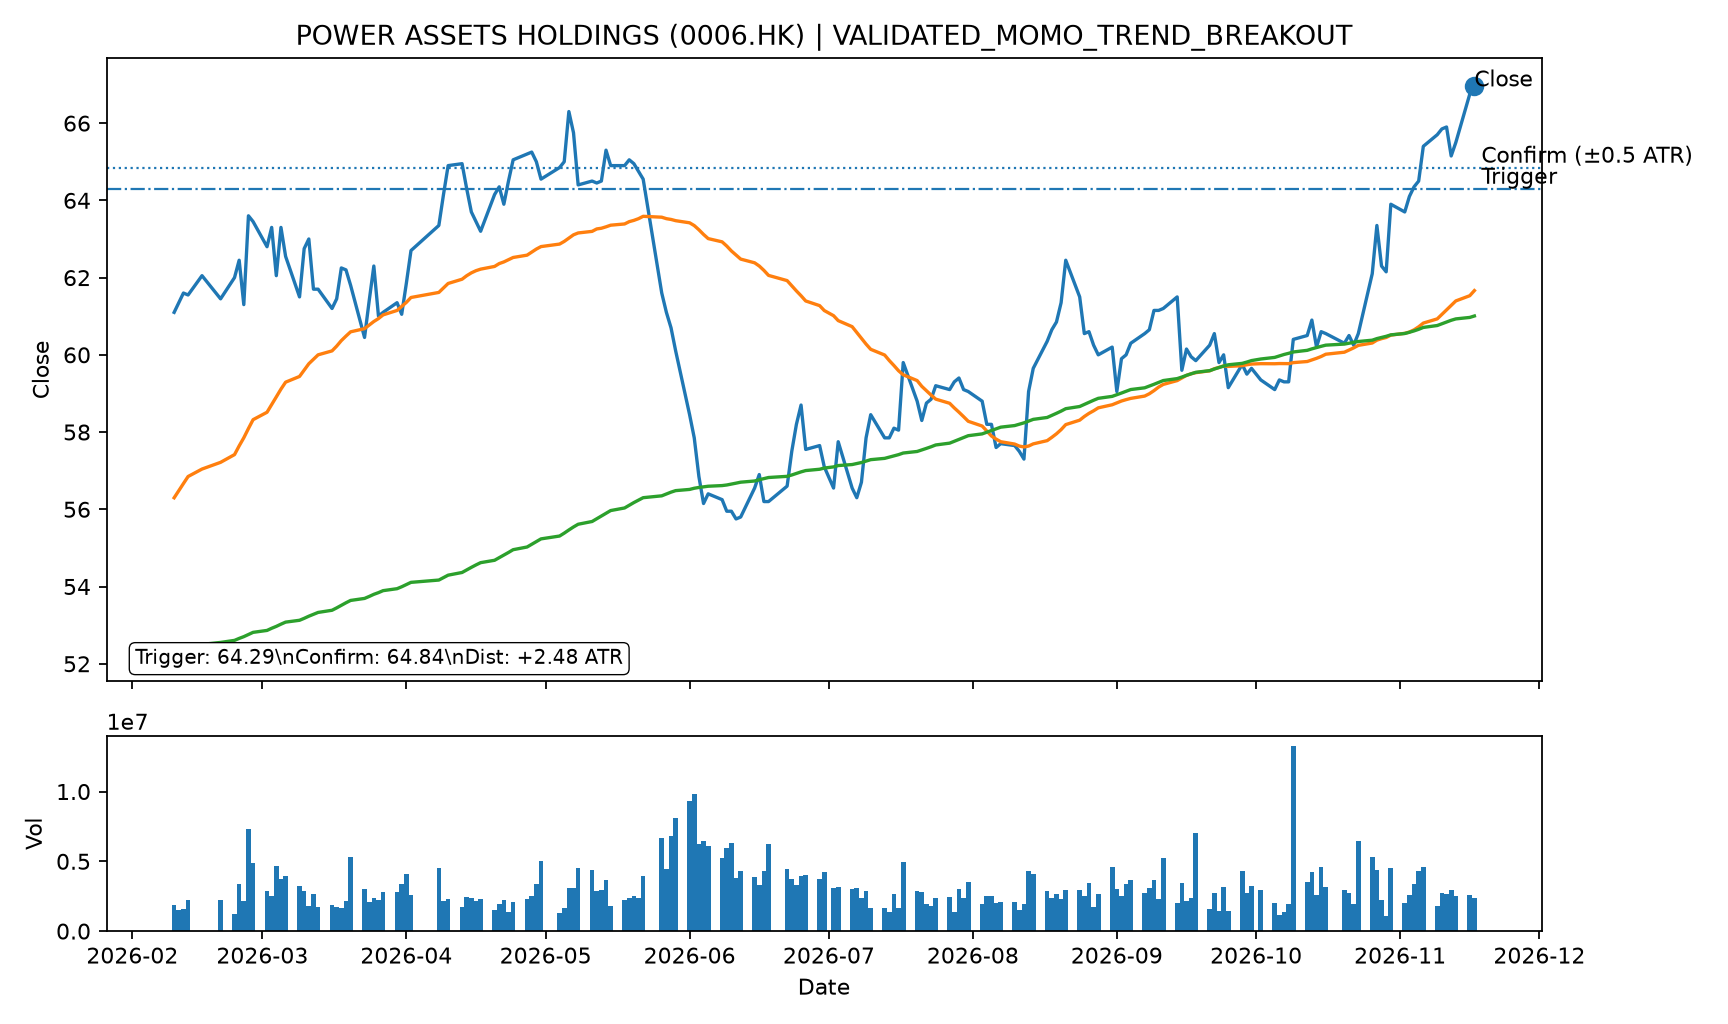 POWER ASSETS HOLDINGS (0006.HK) | VALIDATED_MOMO_TREND_BREAKOUT
Close
66
64
62
60
58
56
54
52
Close
Confirm (±0.5 ATR)
Trigger
Trigger: 64.29\nConfirm: 64.84\nDist: +2.48 ATR
1e7
Vol
1.0
0.5
0.0
2026-02 2026-03 2026-04 2026-05 2026-06 2026-07 2026-08 2026-09 2026-10 2026-11 2026-12
Date